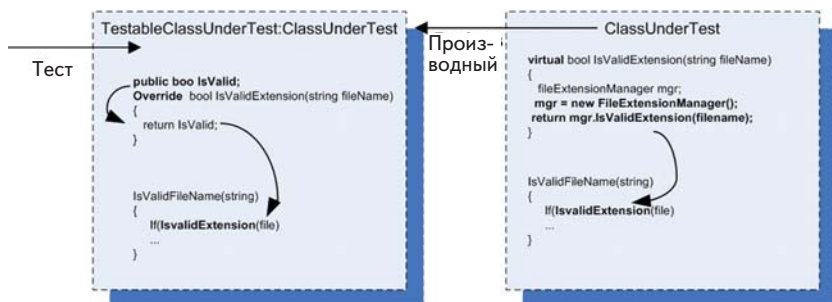 TestableClassUnderTest:ClassUnderTest
Тест
public boo IsValid;
Override bool IsValidExtension(string fileName)
{
return IsValid;
}
IsValidFileName(string)
{
If(IsvalidExtension(file)
...
}
Произ-
водный
ClassUnderTest
virtual bool IsValidExtension(string fileName)
{
fileExtensionManager mgr;
mgr = new FileExtensionManager();
return mgr.IsValidExtension(filename);
}
IsValidFileName(string)
{
If(IsvalidExtension(file)
...
}